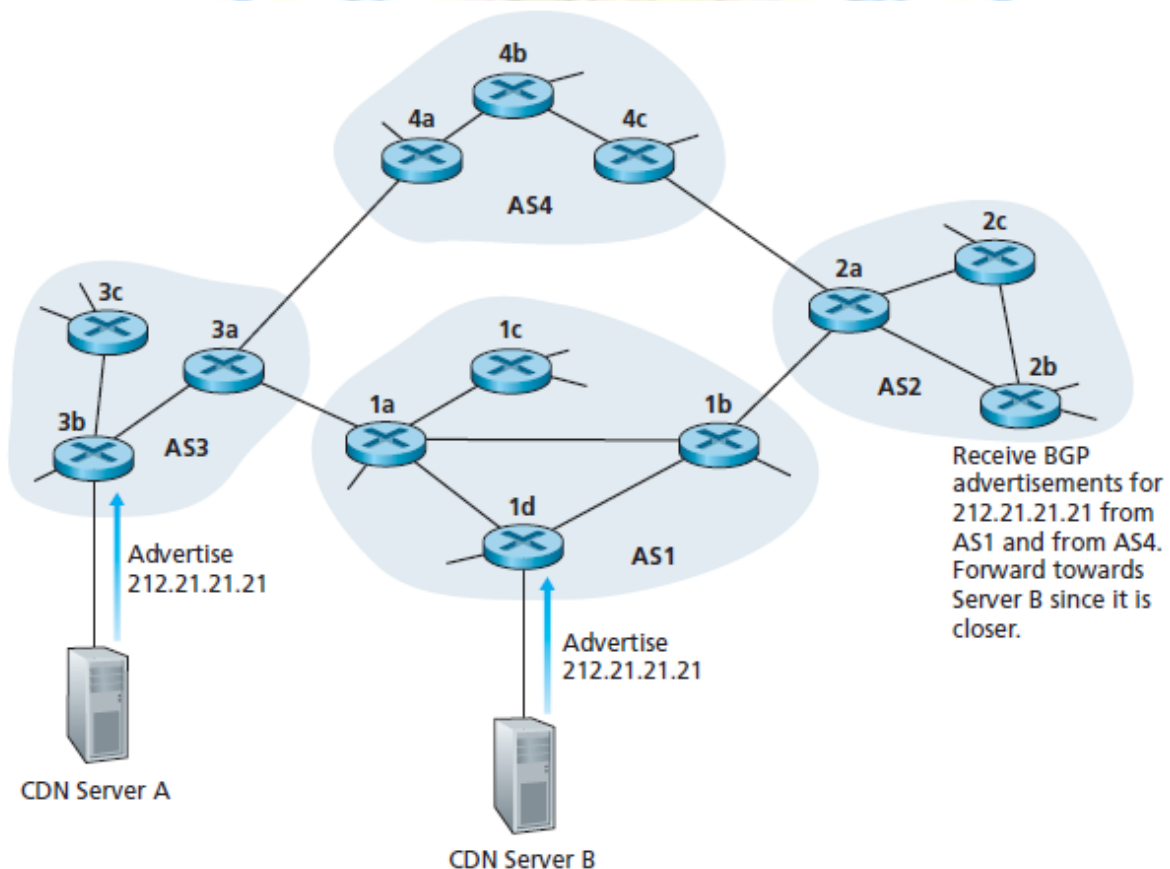 4b
4a
4c
AS4
2c
2a
3c
3a
1c
2b
AS2
1a
1b
3b
AS3
Receive BGP
advertisements for
212.21.21.21 from
AS1 and from AS4.
Forward towards
Server B since it is
closer.
1d
AS1
Advertise
212.21.21.21
Advertise
212.21.21.21
CDN Server A
CDN Server B